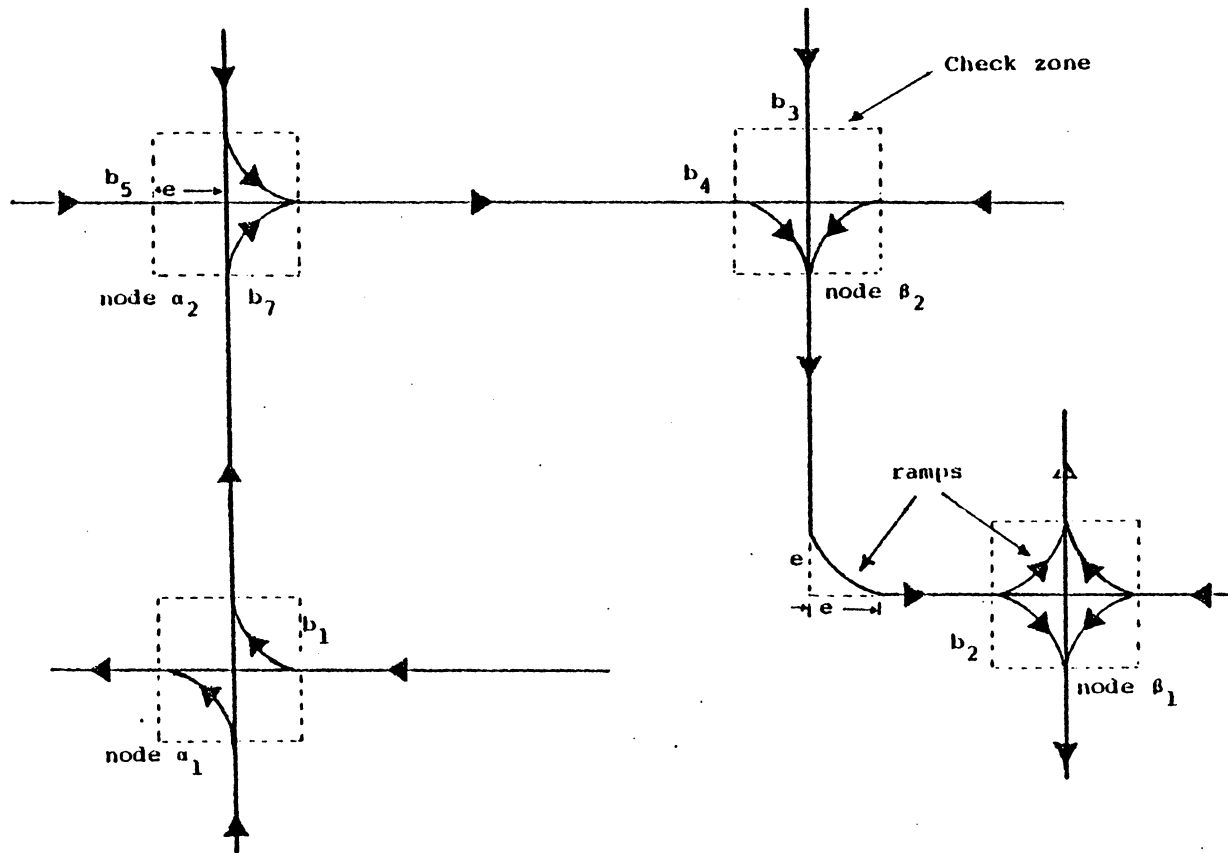 Check zone
b₃
b₅
e
b₄
node α₂
b₇
node β₂
ramps
e
e
b₁
b₂
node β₁
node α₁